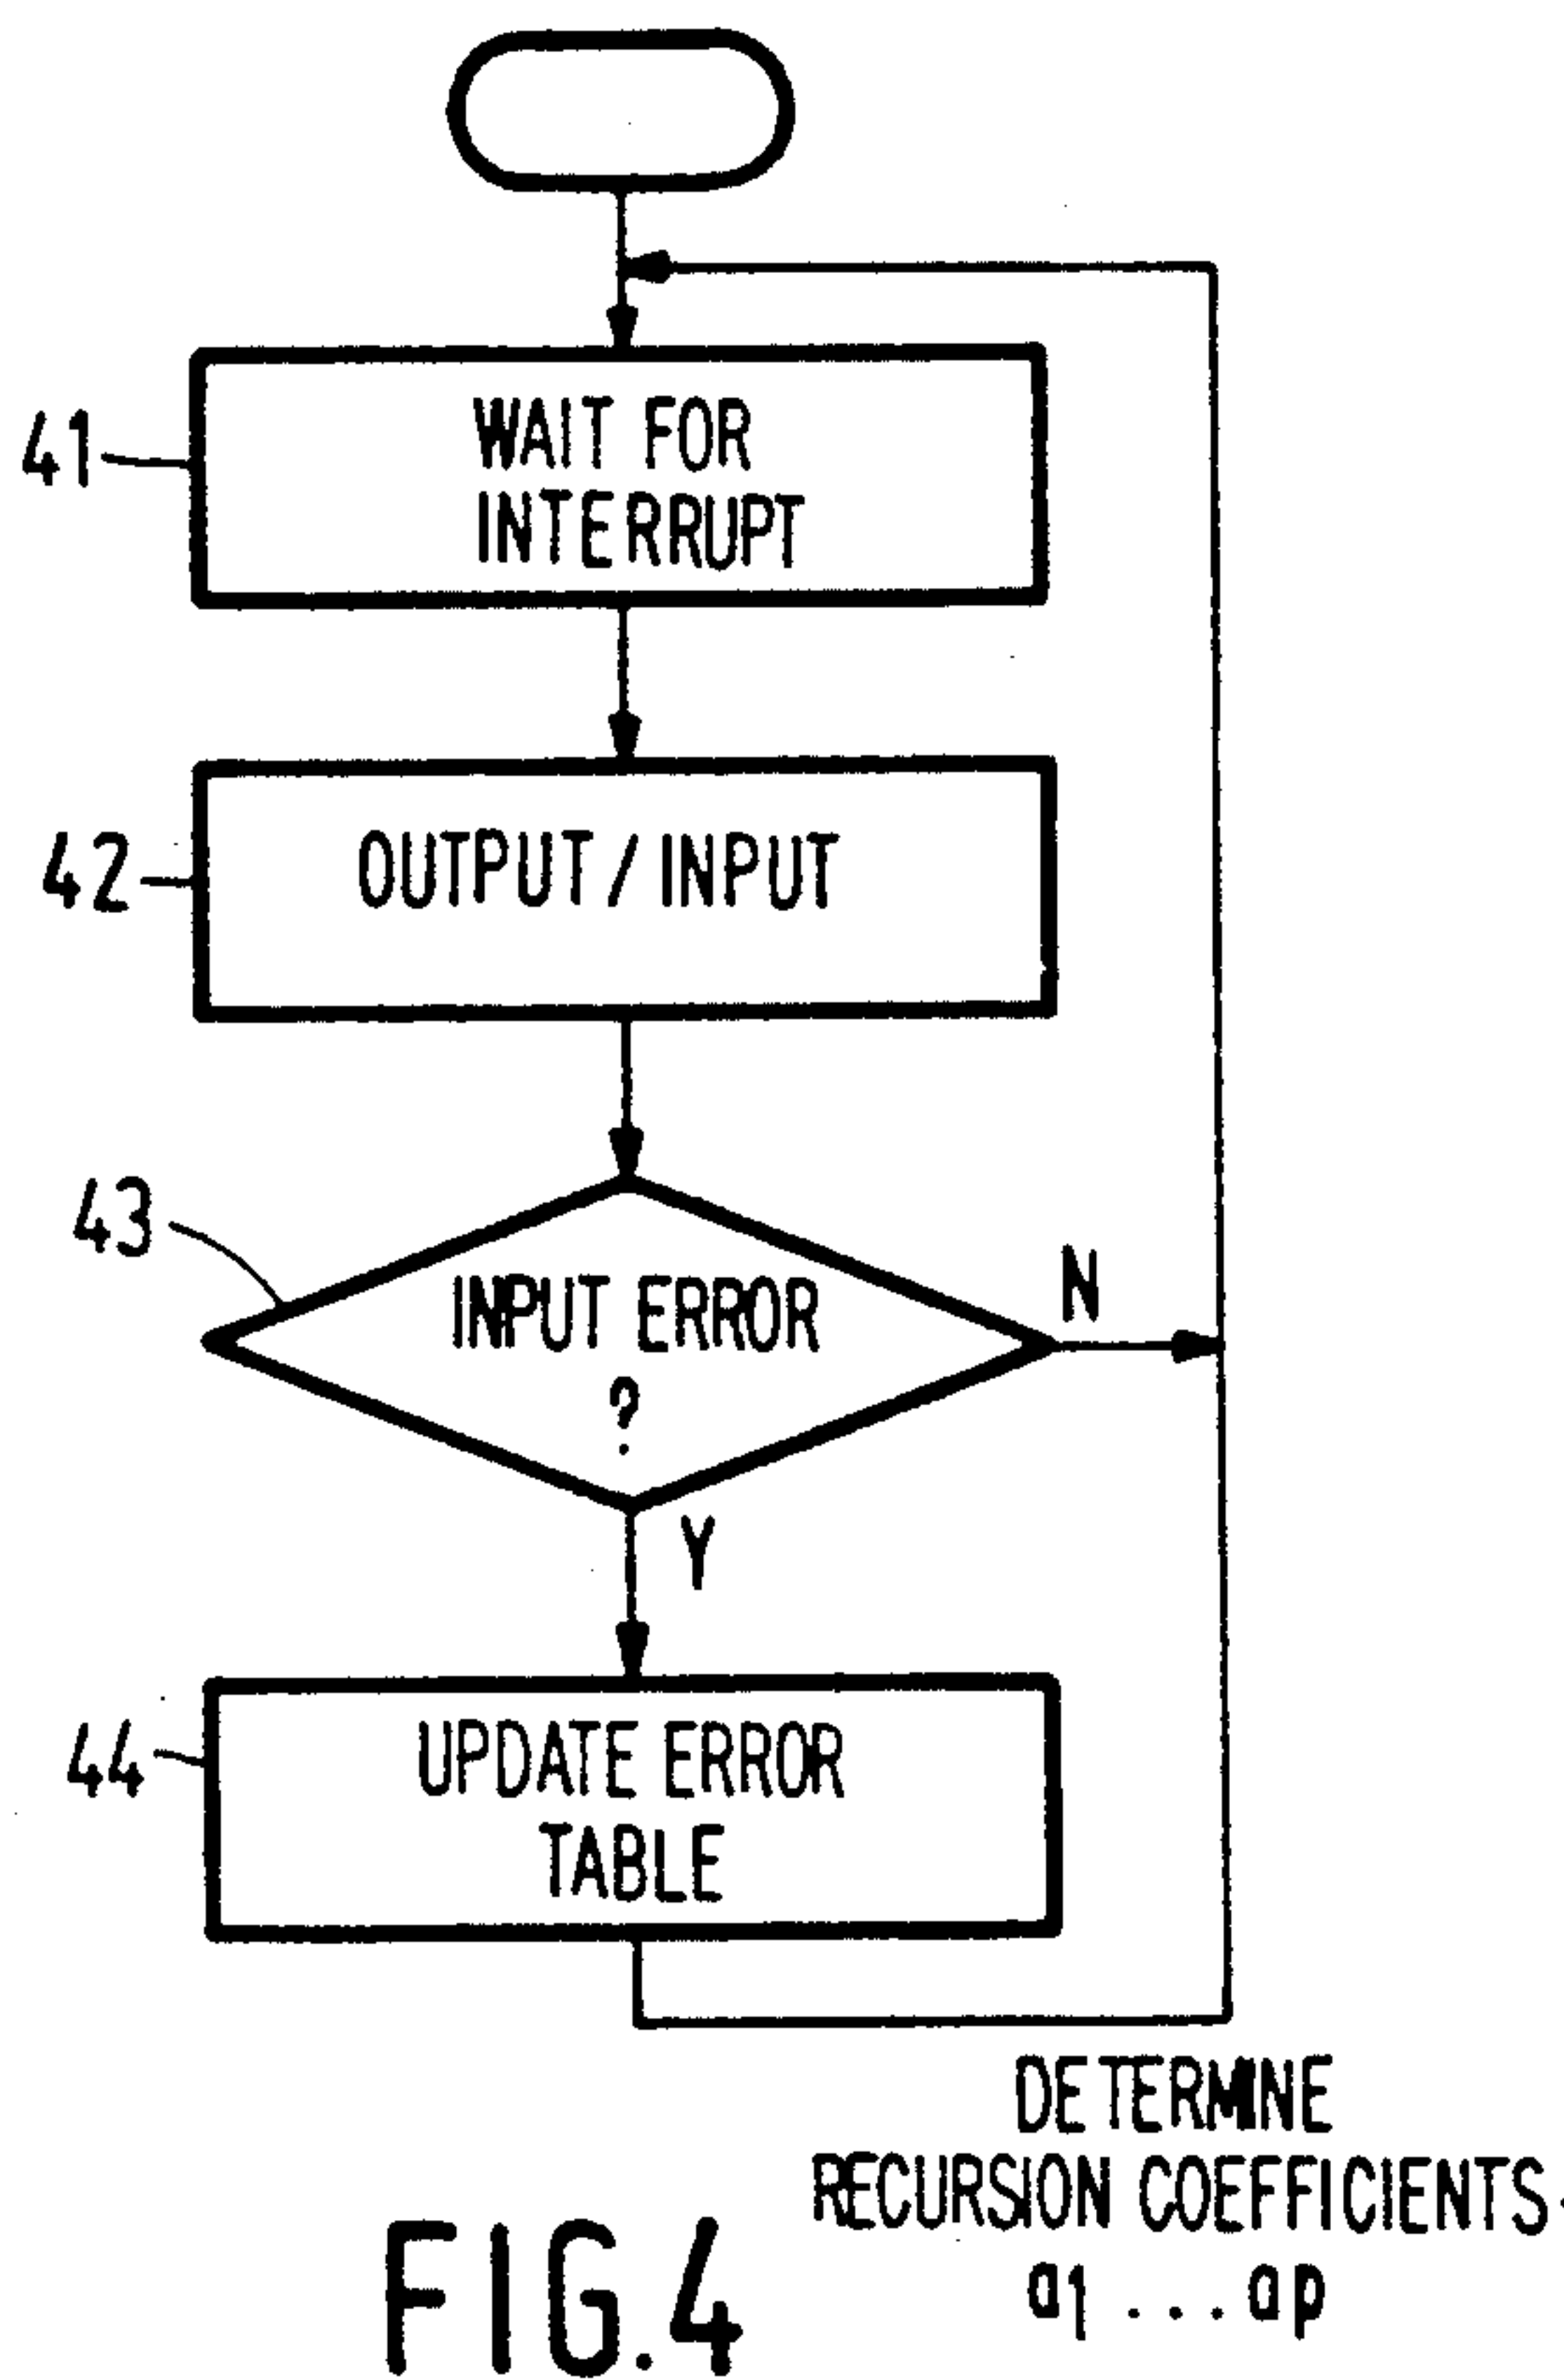 41
WAIT FOR
INTERRUPT
42
OUTPUT/INPUT
43
INPUT ERROR
?
N
Y
44
UPDATE ERROR
TABLE
DETERMINE
RECURSION COEFFICIENTS
a1...ap
FIG.4